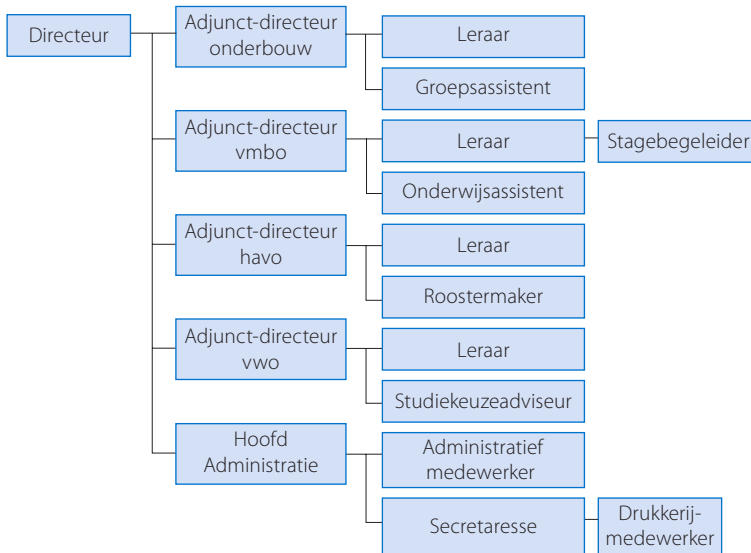 Directeur
Adjunct-directeur
onderbouw
Leraar
Groepsassistent
Adjunct-directeur
vmbo
Leraar
Stagebegeleider
Onderwijsassistent
Adjunct-directeur
havo
Leraar
Roostermaker
Adjunct-directeur
vwo
Leraar
Studiekeuzeadviseur
Hoofd
Administratie
Administratief
medewerker
Secretaresse
Drukkerij-
medewerker